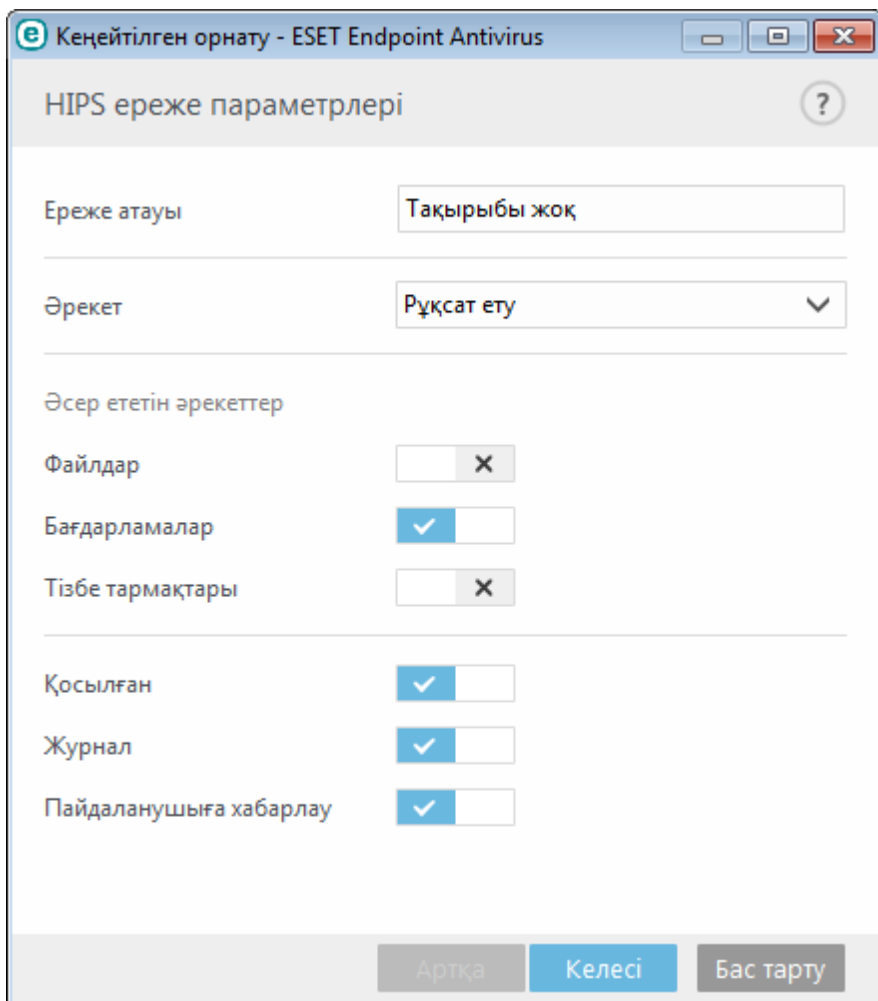 Кеңейтілген орнату - ESET Endpoint Antivirus
HIPS ереже параметрлері
?
Ереже атауы
Тақырыбы жоқ
Әрекет
Рұқсат ету
Әсер ететін әрекеттер
Файлдар
Бағдарламалар
Тізбе тармақтары
Қосылған
Журнал
Пайдаланушыға хабарлау
Артқа Келесі Бас тарту